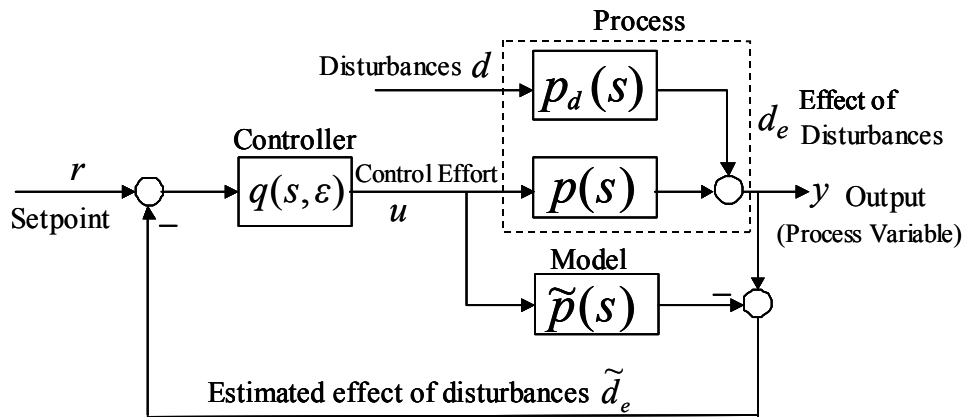 Process
Disturbances d
p_d(s)
d_e Effect of
Disturbances
Controller
r
q(s,ε)
Control Effort
p(s)
y Output
Setpoint
u
(Process Variable)
–
Model
p̃(s)
–
Estimated effect of disturbances d̃_e